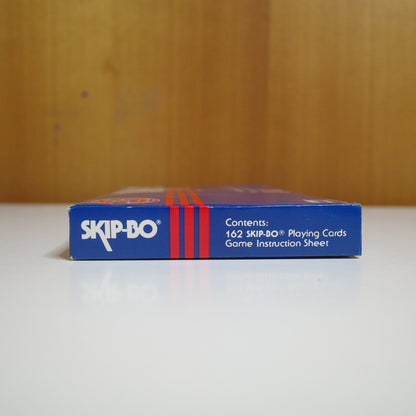 SKIP-BO®
Contents:
162 SKIP-BO® Playing Cards
Game Instruction Sheet